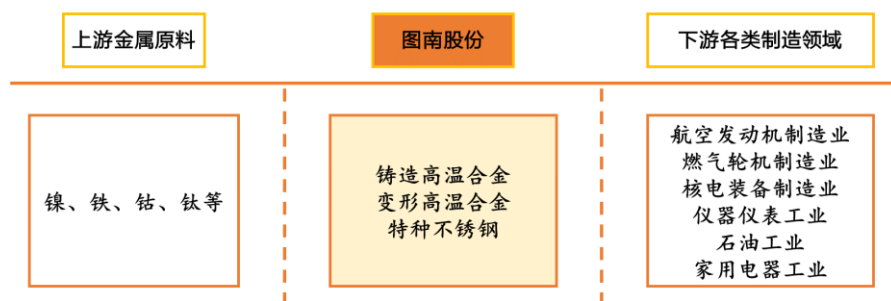 上游金属原料
图南股份
下游各类制造领域
镍、铁、钴、钛等
铸造高温合金
变形高温合金
特种不锈钢
航空发动机制造业
燃气轮机制造业
核电装备制造业
仪器仪表工业
石油工业
家用电器工业